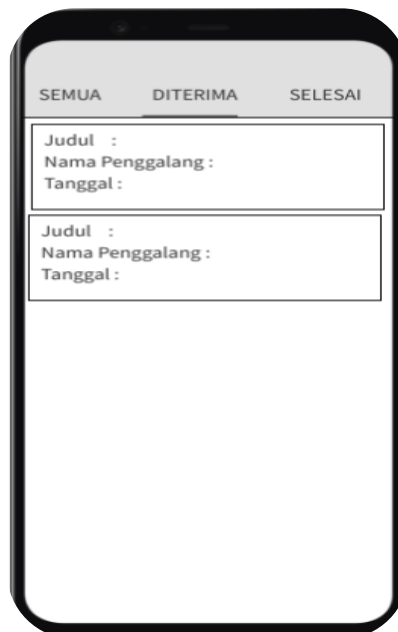 SEMUA DITERIMA SELESAI
Judul :
Nama Penggalang :
Tanggal :
Judul :
Nama Penggalang :
Tanggal :